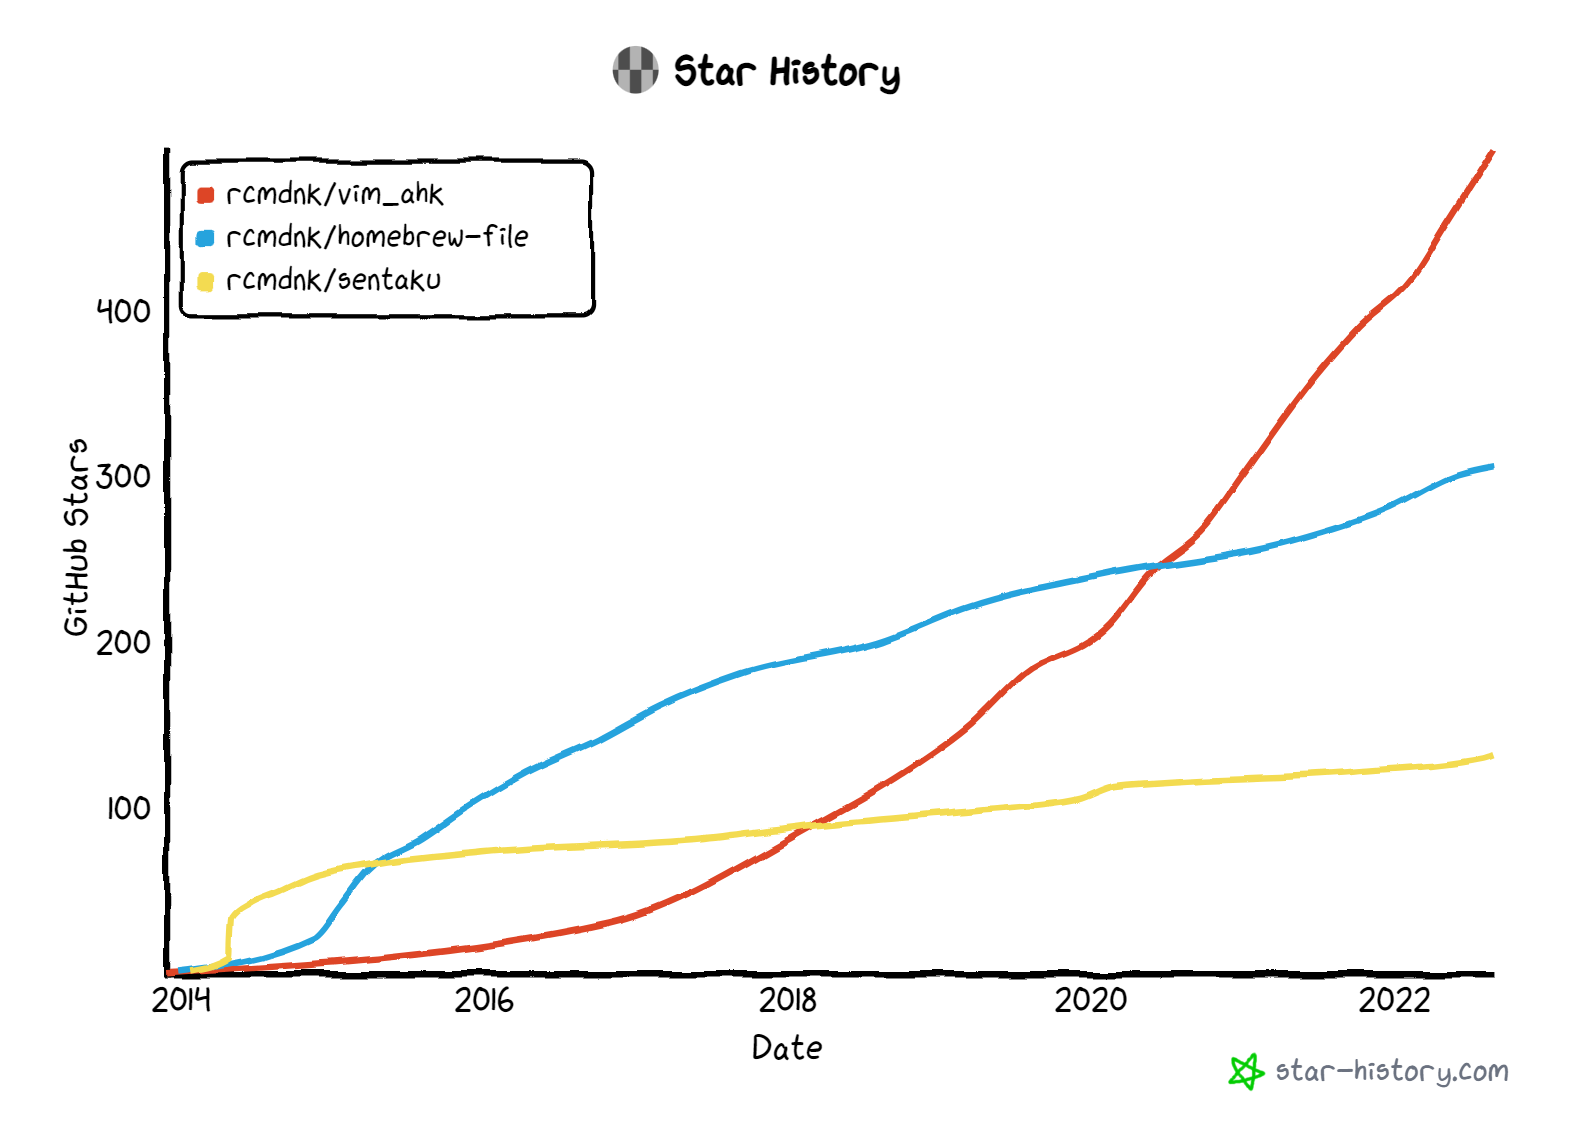 Star History
rcmdnk/vim_ahk
rcmdnk/homebrew-file
rcmdnk/sentaku
400
300
200
100
GitHub Stars
2014 2016 2018 2020 2022
Date
star-history.com